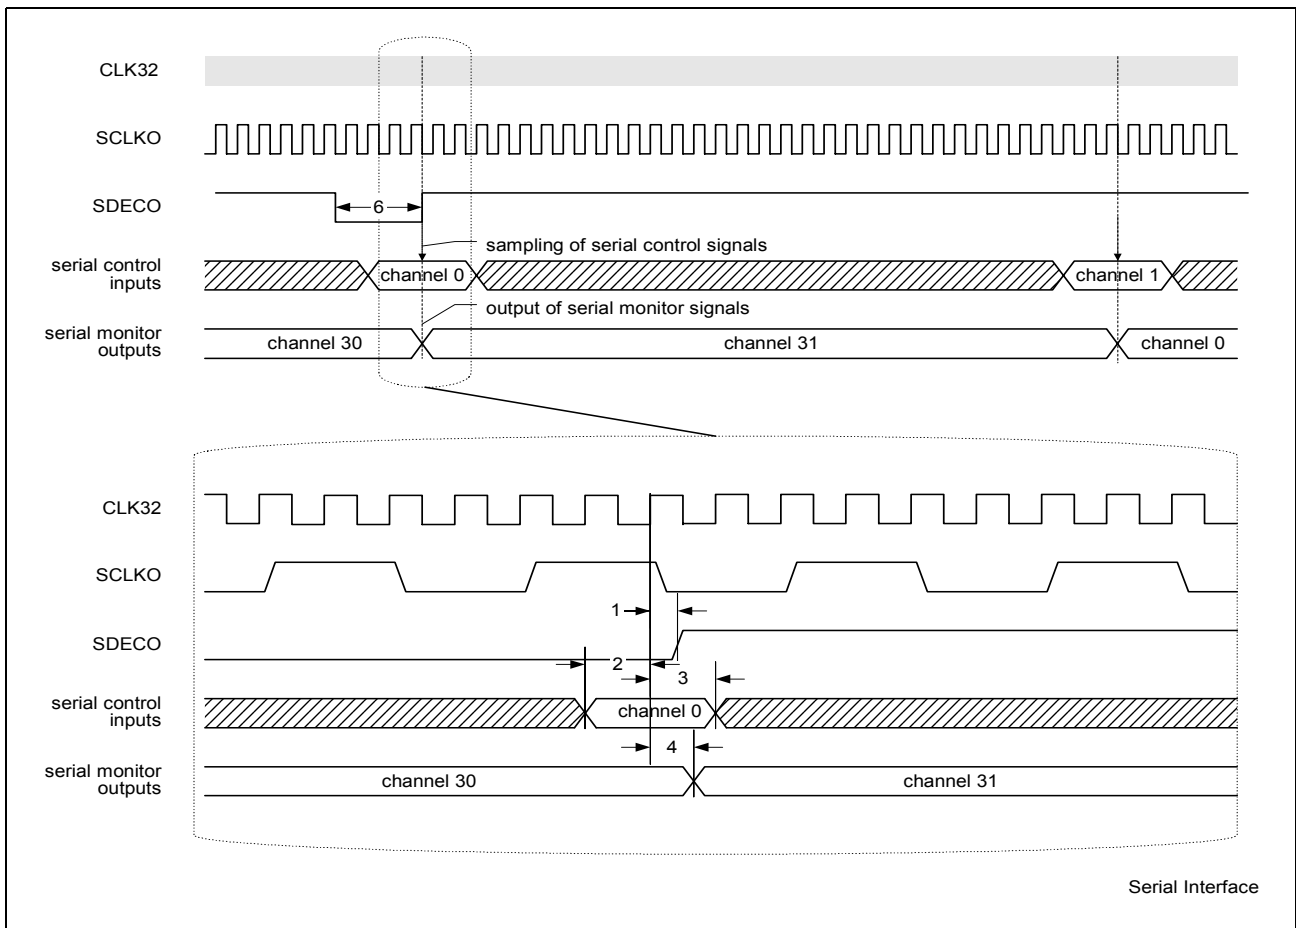 CLK32
SCLKO
SDECO
6
sampling of serial control signals
serial control
inputs
channel 0
channel 1
output of serial monitor signals
serial monitor
outputs
channel 30
channel 31
channel 0
CLK32
SCLKO
1
SDECO
2
3
serial control
inputs
channel 0
4
serial monitor
outputs
channel 30
channel 31
Serial Interface